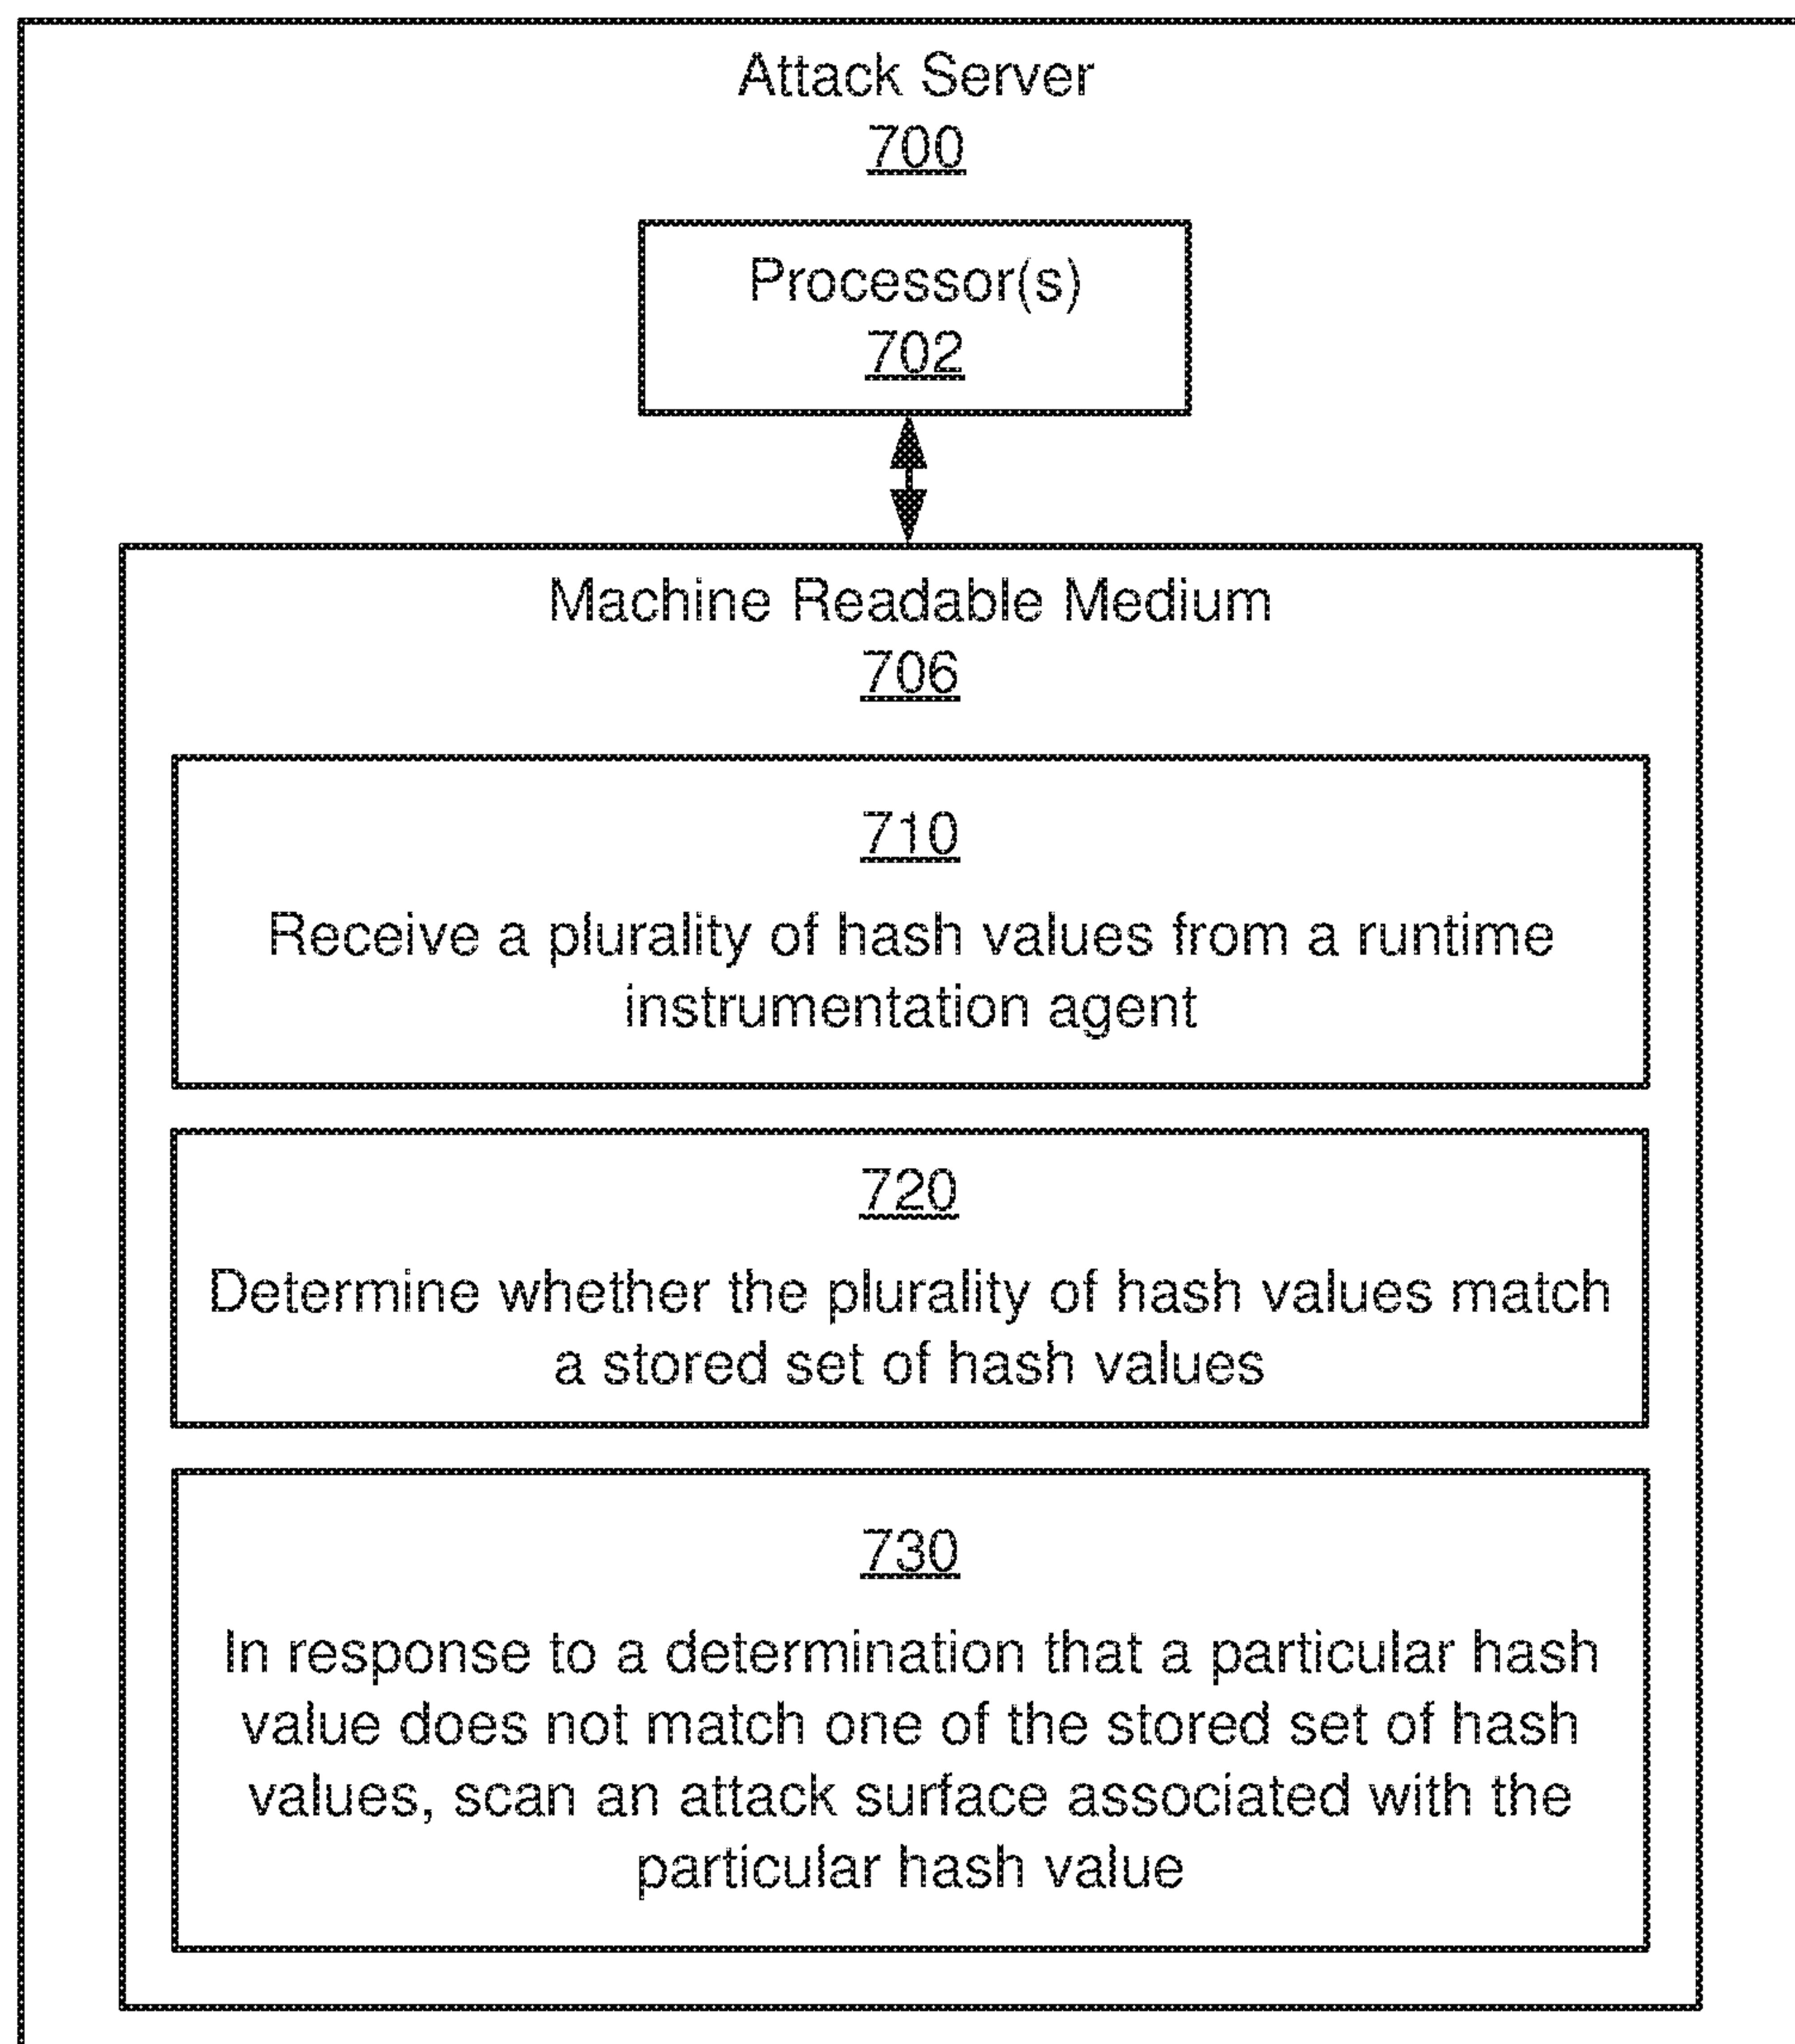 Attack Server
700
Processor(s)
702
Machine Readable Medium
706
710
Receive a plurality of hash values from a runtime
instrumentation agent
720
Determine whether the plurality of hash values match
a stored set of hash values
730
In response to a determination that a particular hash
value does not match one of the stored set of hash
values, scan an attack surface associated with the
particular hash value